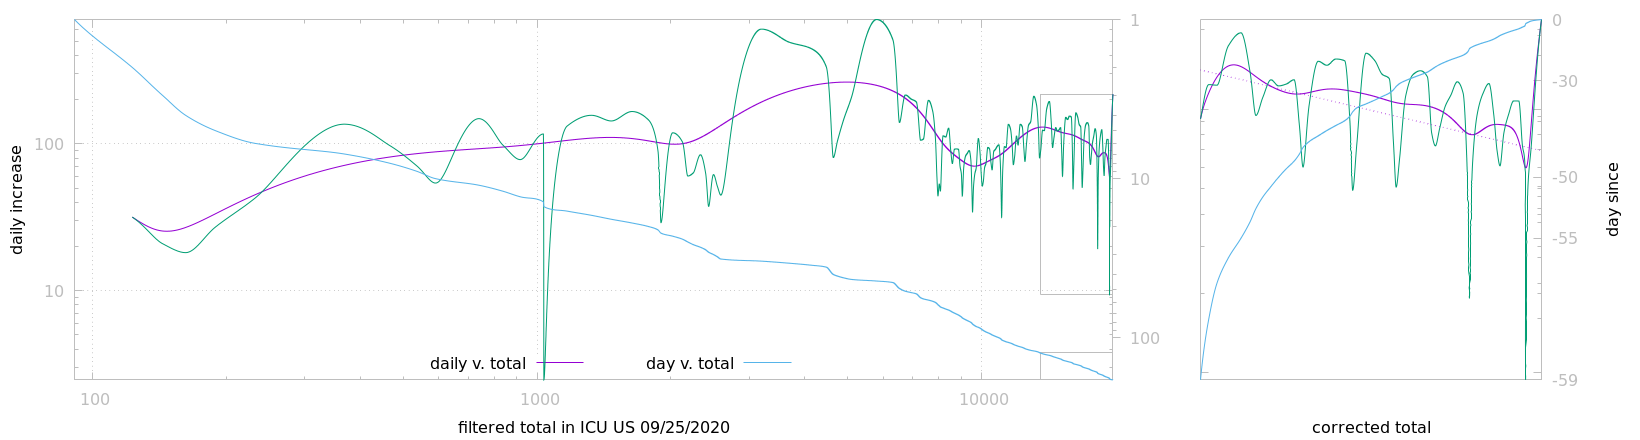 daily increase
100
10
1
10
100
daily v. total
day v. total
100
1000
10000
filtered total in ICU US 09/25/2020
0
-30
-50
-55
-59
day since
corrected total